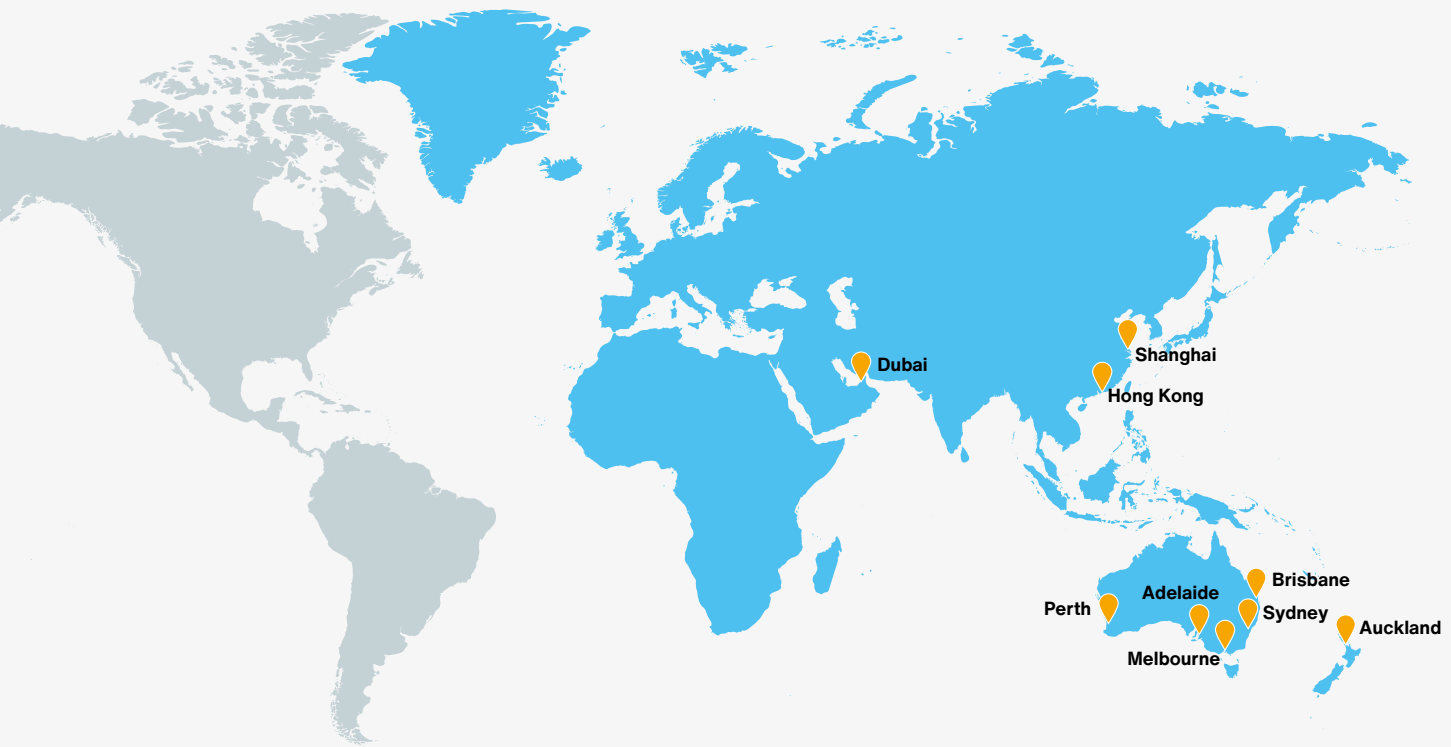 Shanghai
Dubai
Hong Kong
Brisbane
Adelaide
Perth
Sydney
Auckland
Melbourne